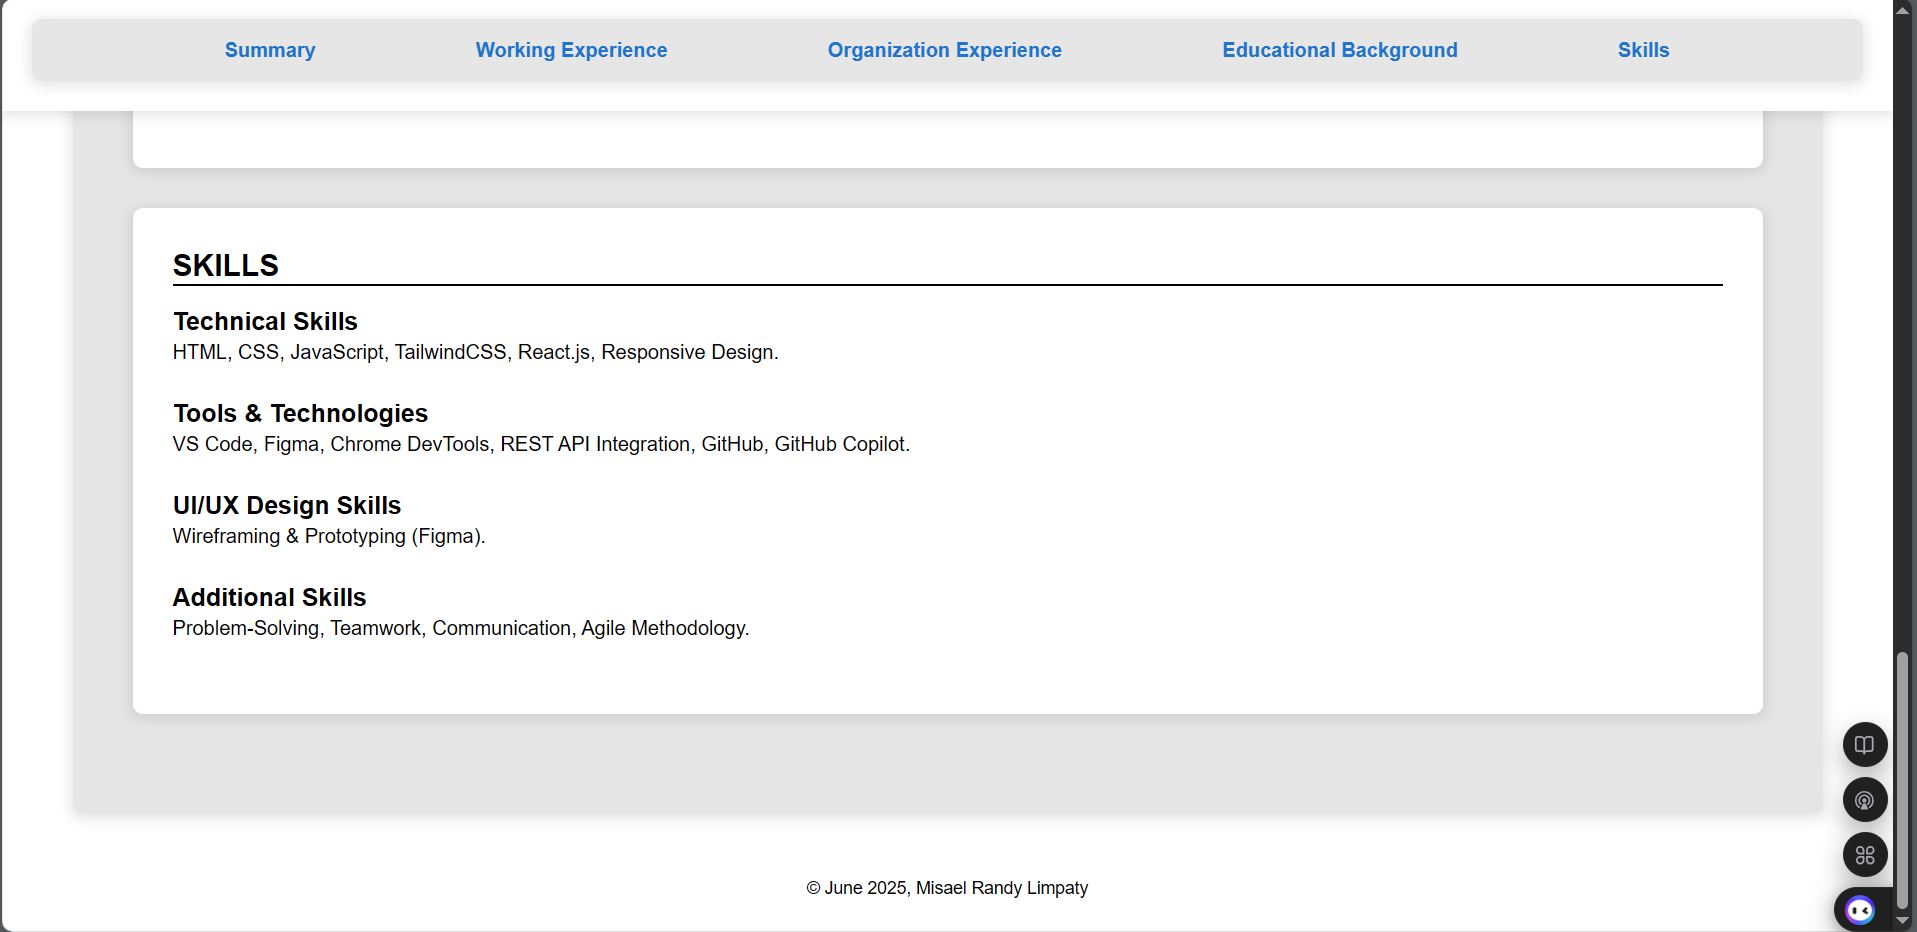 Summary
Working Experience
Organization Experience
Educational Background
Skills
SKILLS
Technical Skills
HTML, CSS, JavaScript, TailwindCSS, React.js, Responsive Design.
Tools & Technologies
VS Code, Figma, Chrome DevTools, REST API Integration, GitHub, GitHub Copilot.
UI/UX Design Skills
Wireframing & Prototyping (Figma).
Additional Skills
Problem-Solving, Teamwork, Communication, Agile Methodology.
© June 2025, Misael Randy Limpaty